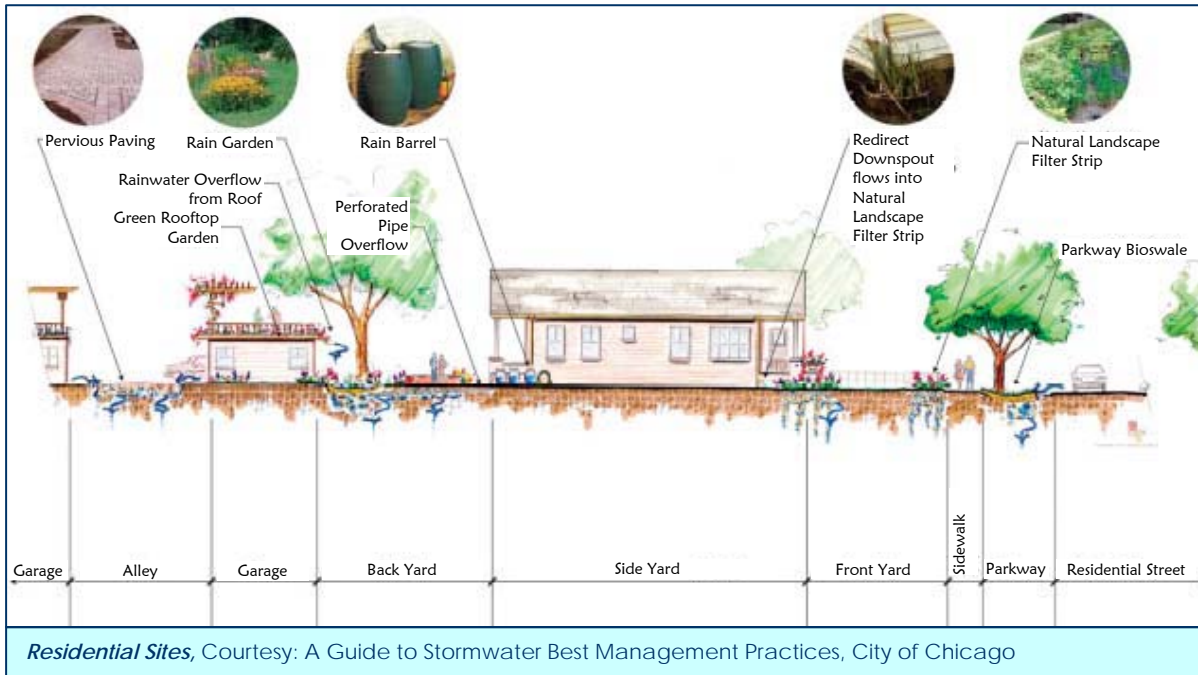 Pervious Paving
Rain Garden
Rain Barrel
Redirect
Downspout
flows into
Natural
Landscape
Filter Strip
Natural Landscape
Filter Strip
Rainwater Overflow
from Roof
Green Rooftop
Garden
Perforated
Pipe
Overflow
Parkway Bioswale
Garage
Alley
Garage
Back Yard
Side Yard
Front Yard
Sidewalk
Parkway
Residential Street
Residential Sites, Courtesy: A Guide to Stormwater Best Management Practices, City of Chicago